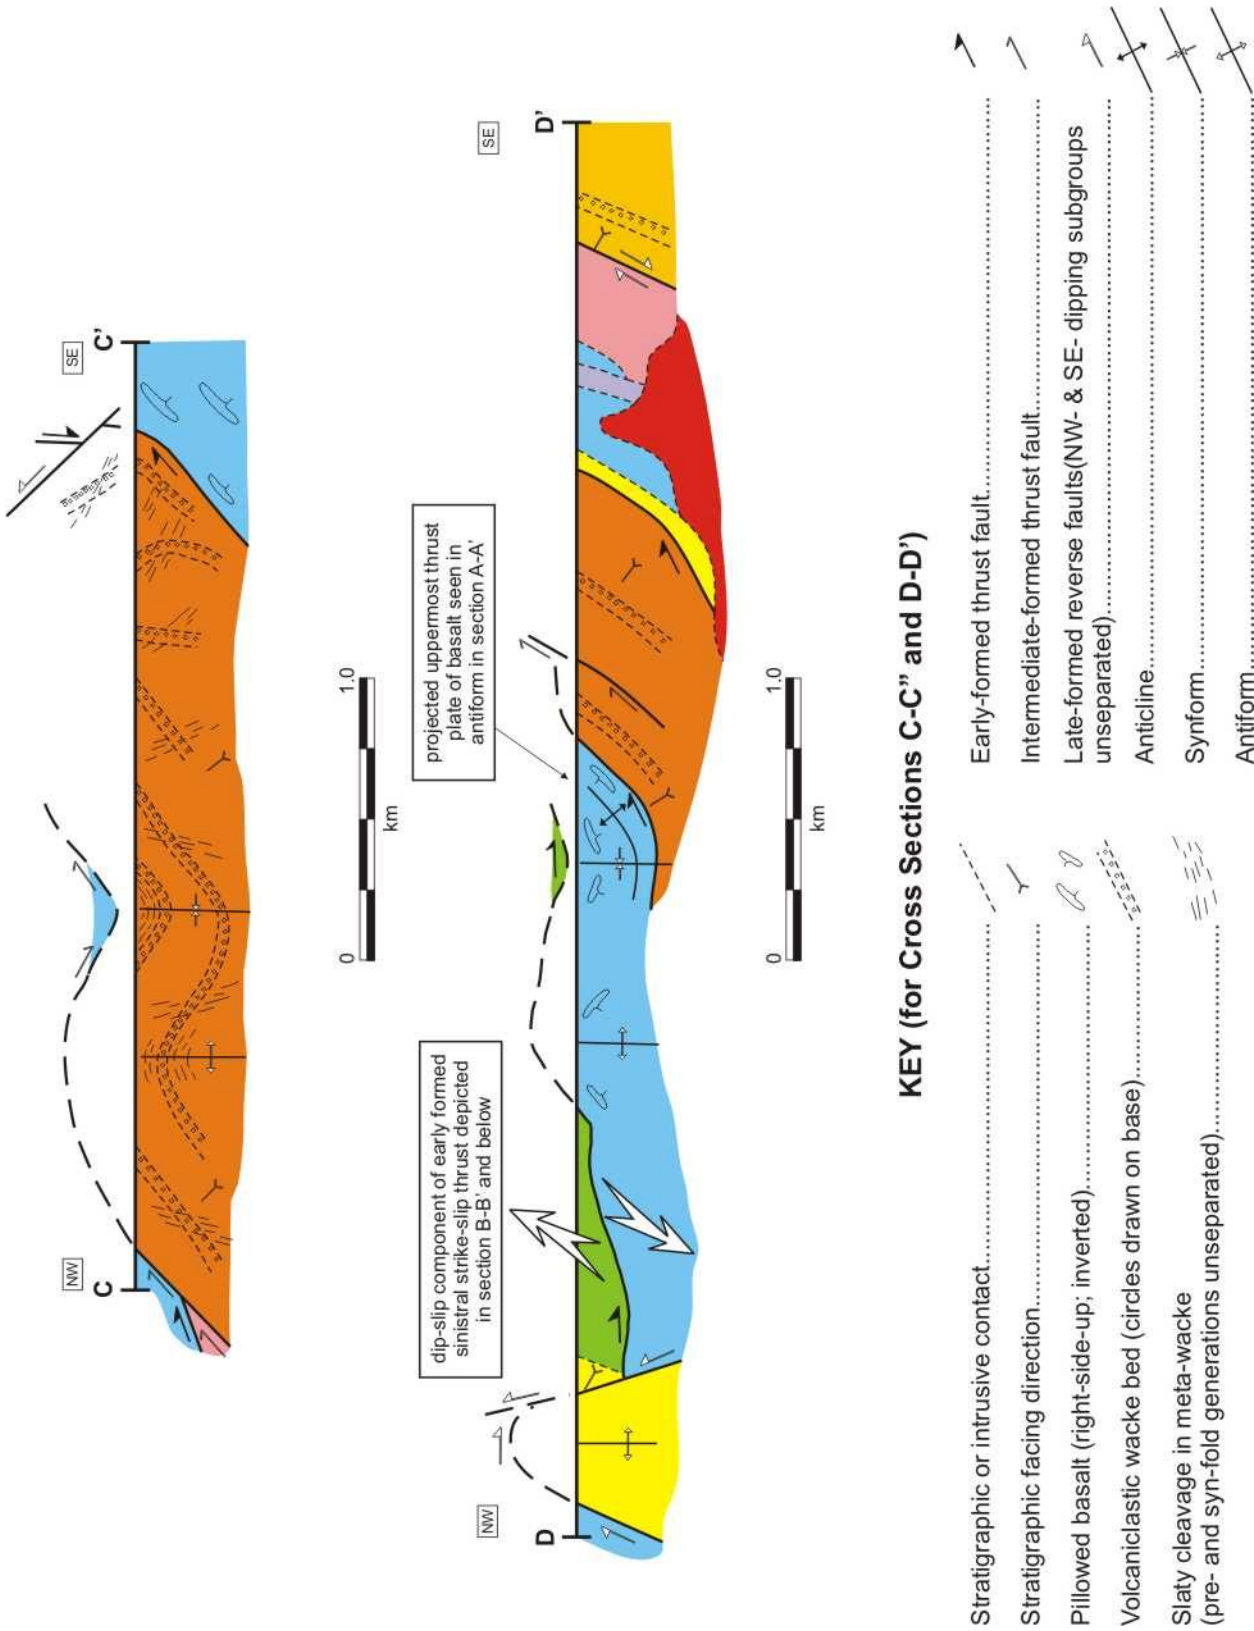 NW
SE
C
C'
0
1.0
km
projected uppermost thrust
plate of basalt seen in
antiform in section A-A'
dip-slip component of early formed
sinistral strike-slip thrust depicted
in section B-B' and below
NW
SE
D
D'
0
1.0
km
KEY (for Cross Sections C-C" and D-D')
Stratigraphic or intrusive contact
Stratigraphic facing direction
Pillowed basalt (right-side-up; inverted)
Volcaniclastic wacke bed (circles drawn on base)
Slaty cleavage in meta-wacke
(pre- and syn-fold generations unseparated)
Early-formed thrust fault
Intermediate-formed thrust fault
Late-formed reverse faults(NW- & SE- dipping subgroups
unseparated)
Anticline
Synform
Antiform